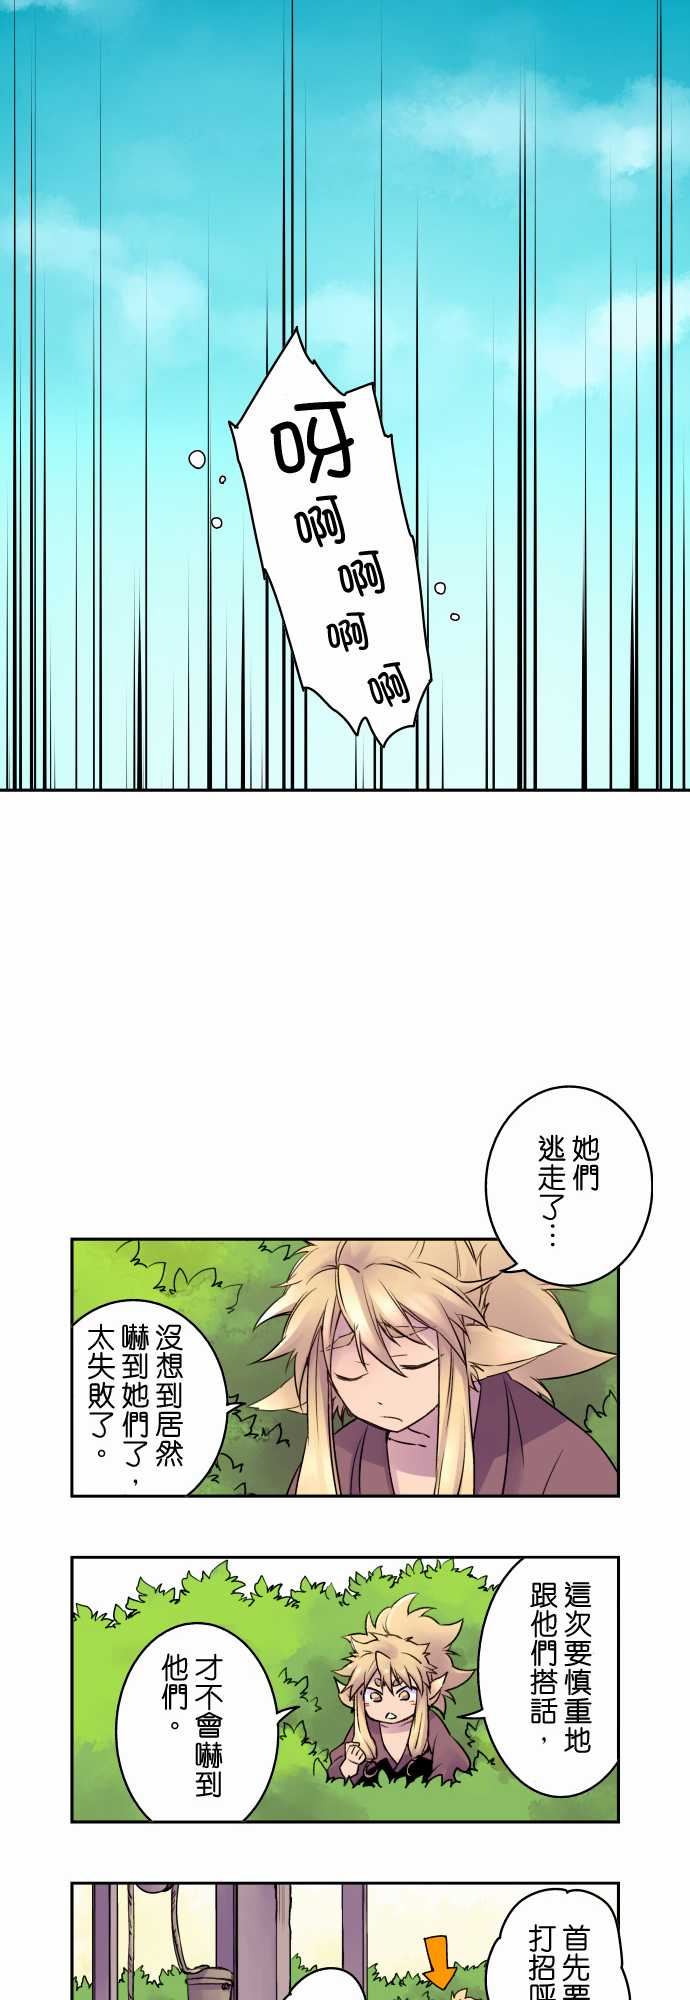 呀
啊
啊
啊
啊
她們
逃走了…
沒想到居然
嚇到她們了，
太失敗了。
這次要慎重地
跟他們搭話，
才不會嚇到
他們。
首先要
打招呼